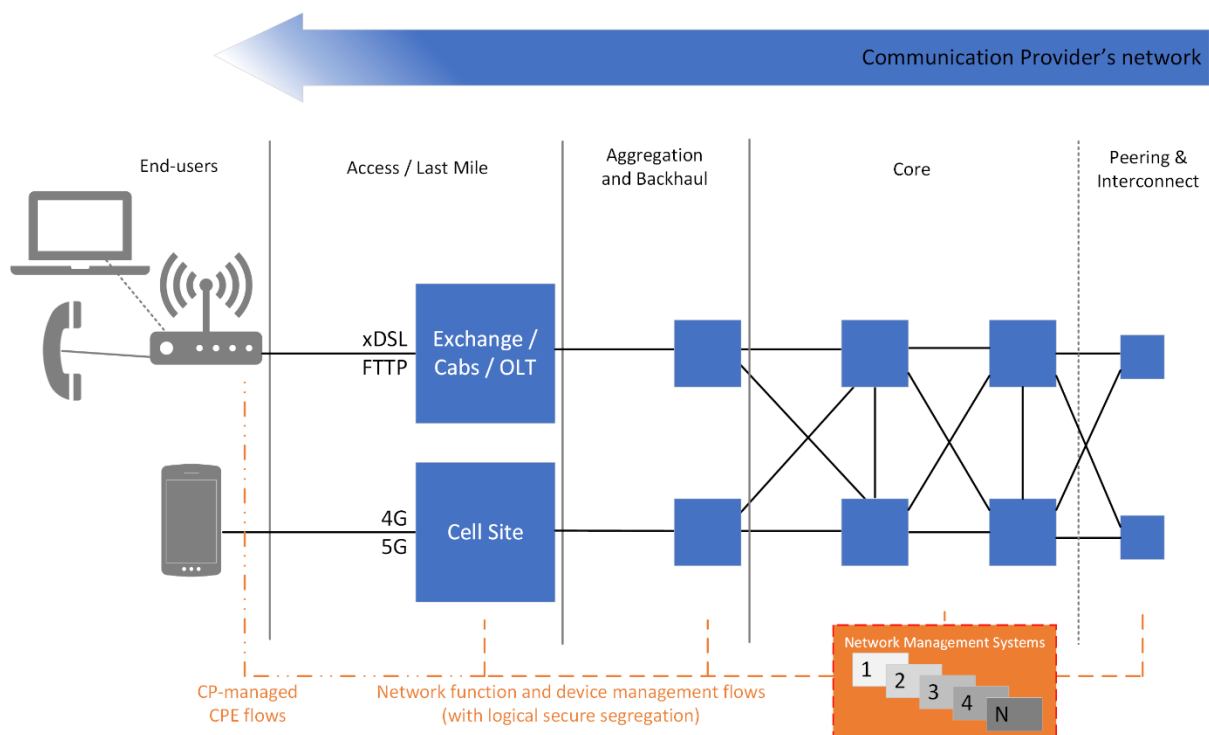 Communication Provider's network
End-users
Access / Last Mile
Aggregation
and Backhaul
Core
Peering &
Interconnect
xDSL
FTTP
Exchange /
Cabs / OLT
4G
5G
Cell Site
Network Management Systems
1
2
3
4
N
CP-managed
CPE flows
Network function and device management flows
(with logical secure segregation)